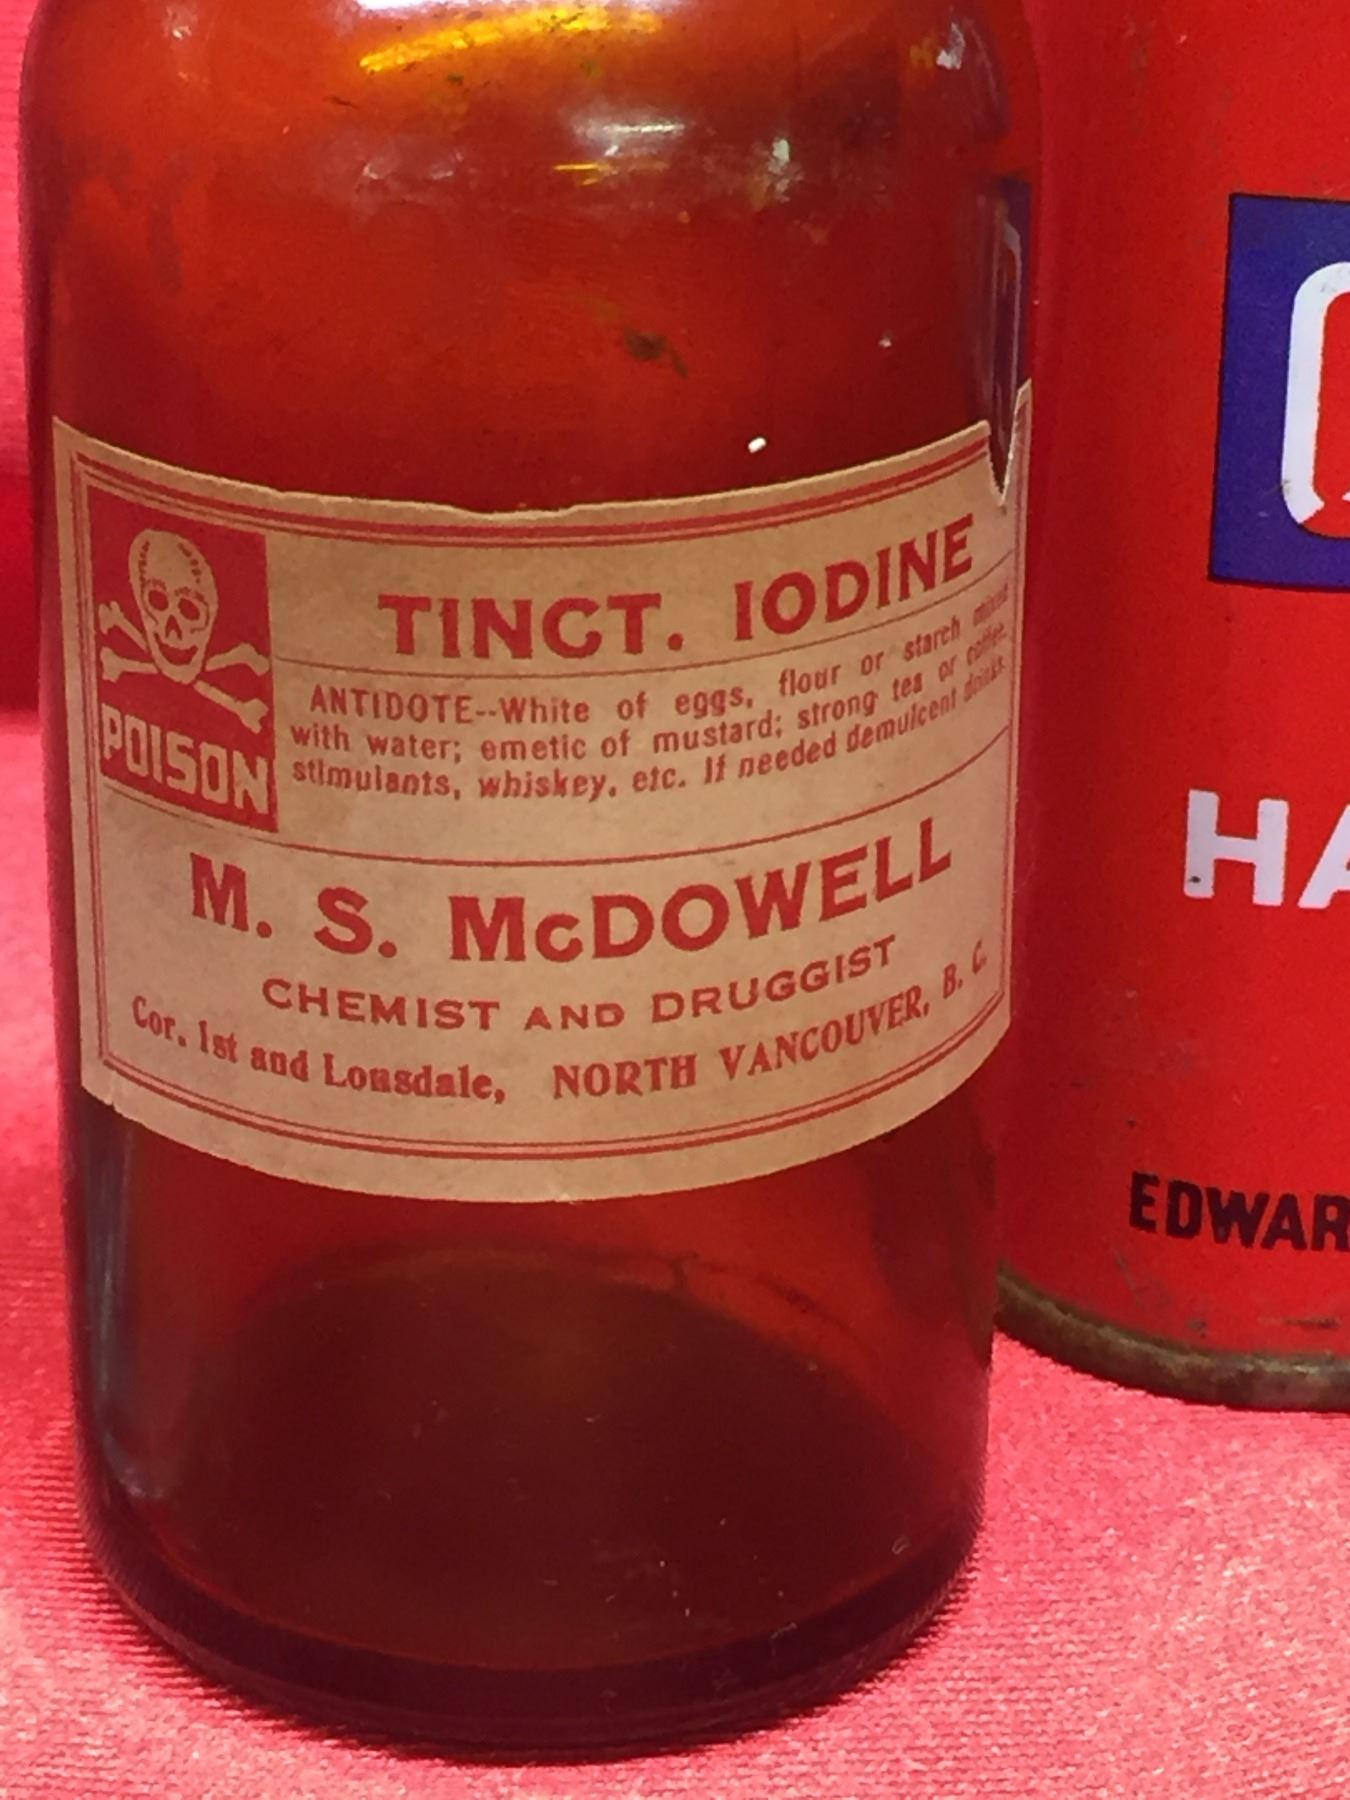 TINCT. IODINE
ANTIDOTE--White of eggs, flour or starch mixed
with water; emetic of mustard; strong tea or coffee,
stimulants, whiskey, etc. If needed demulcent drinks.
POISON
M. S. McDOWELL
CHEMIST AND DRUGGIST
Cor. 1st and Lonsdale, NORTH VANCOUVER, B. C.
HA
EDWAR